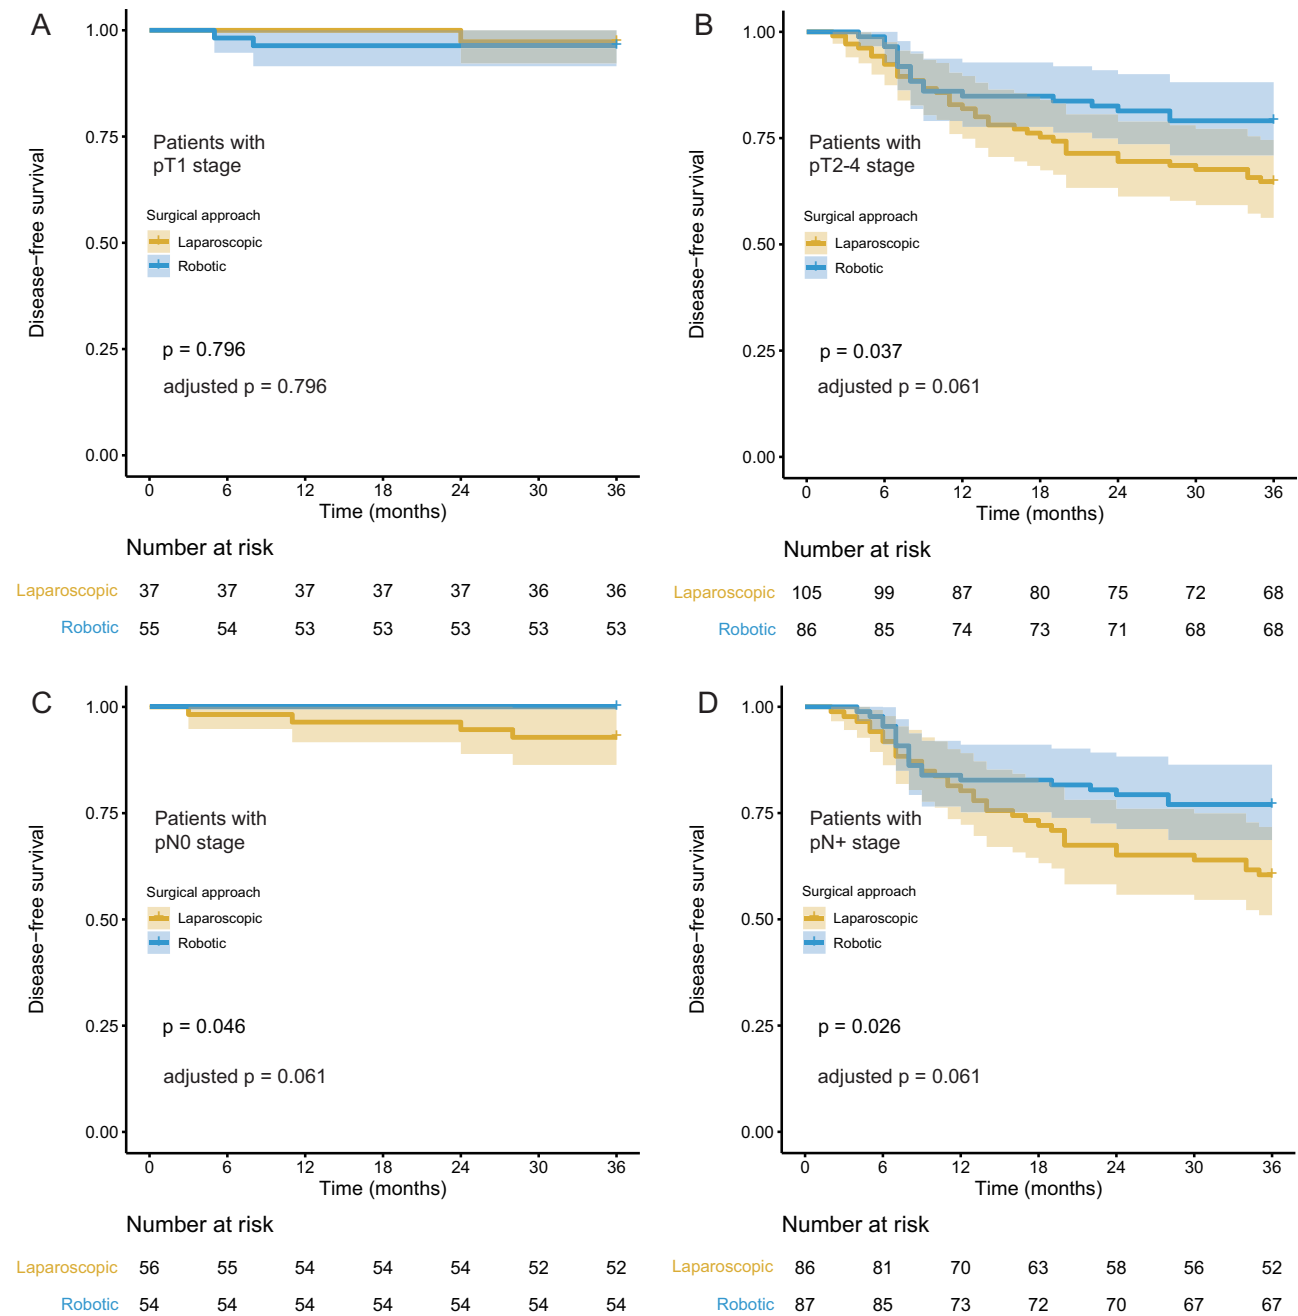 A
Disease−free survival
1.00
0.75
0.50
0.25
0.00
Patients with
pT1 stage
Surgical approach
Laparoscopic
Robotic
p = 0.796
adjusted p = 0.796
0 6 12 18 24 30 36
Time (months)
Number at risk
Laparoscopic 37 37 37 37 37 36 36
Robotic 55 54 53 53 53 53 53
B
Disease−free survival
1.00
0.75
0.50
0.25
0.00
Patients with
pT2-4 stage
Surgical approach
Laparoscopic
Robotic
p = 0.037
adjusted p = 0.061
0 6 12 18 24 30 36
Time (months)
Number at risk
Laparoscopic 105 99 87 80 75 72 68
Robotic 86 85 74 73 71 68 68
C
Disease−free survival
1.00
0.75
0.50
0.25
0.00
Patients with
pN0 stage
Surgical approach
Laparoscopic
Robotic
p = 0.046
adjusted p = 0.061
0 6 12 18 24 30 36
Time (months)
Number at risk
Laparoscopic 56 55 54 54 54 52 52
Robotic 54 54 54 54 54 54 54
D
Disease−free survival
1.00
0.75
0.50
0.25
0.00
Patients with
pN+ stage
Surgical approach
Laparoscopic
Robotic
p = 0.026
adjusted p = 0.061
0 6 12 18 24 30 36
Time (months)
Number at risk
Laparoscopic 86 81 70 63 58 56 52
Robotic 87 85 73 72 70 67 67